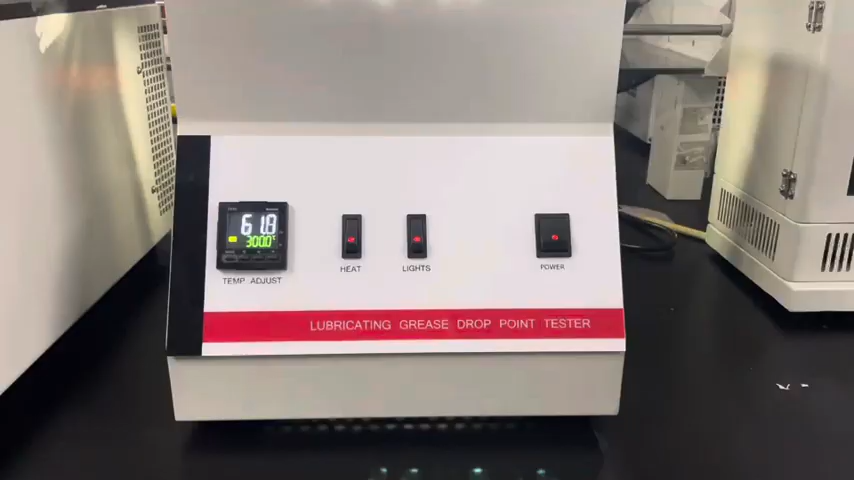 61.8
300.0°C
TEMP ADJUST
HEAT
LIGHTS
POWER
LUBRICATING GREASE DROP POINT TESTER